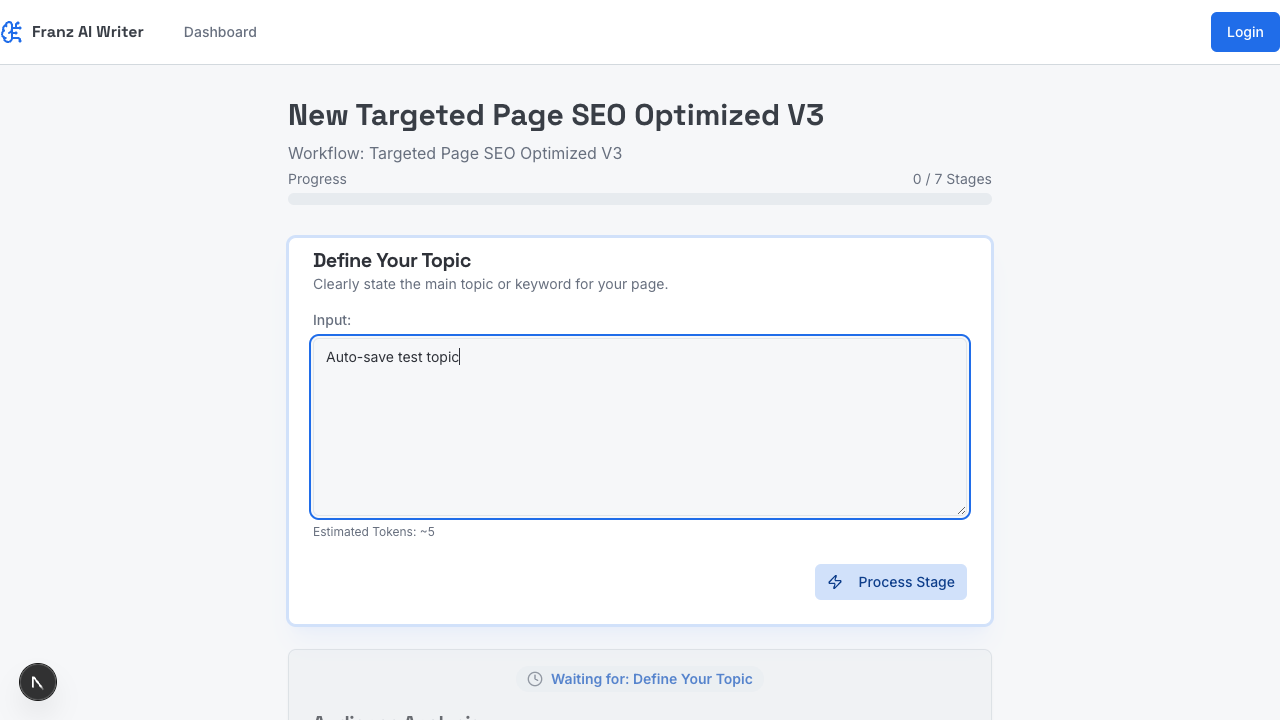 Franz AI Writer
Dashboard
Login
New Targeted Page SEO Optimized V3
Workflow: Targeted Page SEO Optimized V3
Progress
0 / 7 Stages
Define Your Topic
Clearly state the main topic or keyword for your page.
Input:
Auto-save test topic
Estimated Tokens: ~5
Process Stage
Waiting for: Define Your Topic